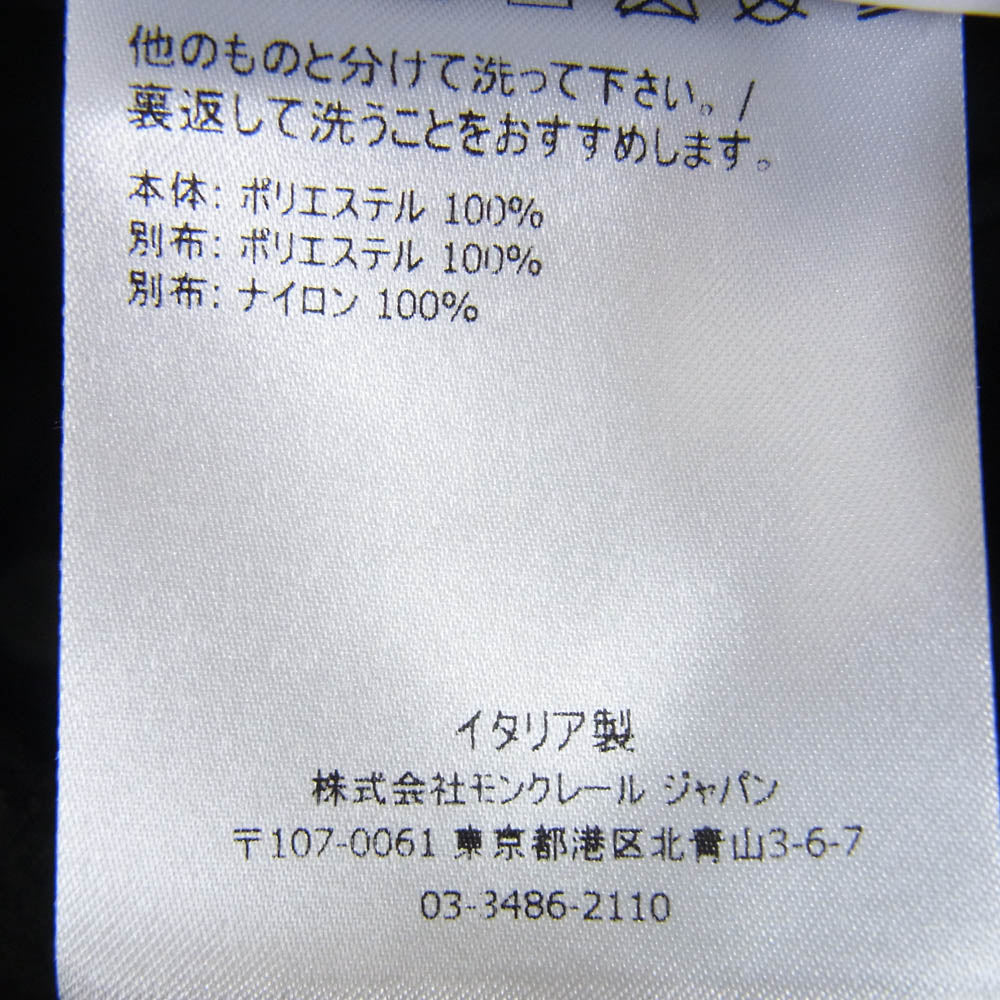 他のものと分けて洗って下さい。/
裏返して洗うことをおすすめします。
本体: ポリエステル 100%
別布: ポリエステル 100%
別布: ナイロン 100%
イタリア製
株式会社モンクレール ジャパン
〒107-0061 東京都港区北青山3-6-7
03-3486-2110